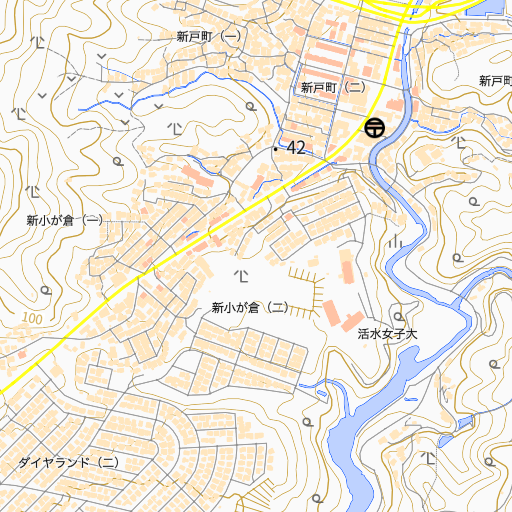 新戸町（一）
新戸町（二）
新戸町
42
新小が倉（一）
新小が倉（二）
100
活水女子大
ダイヤランド（二）